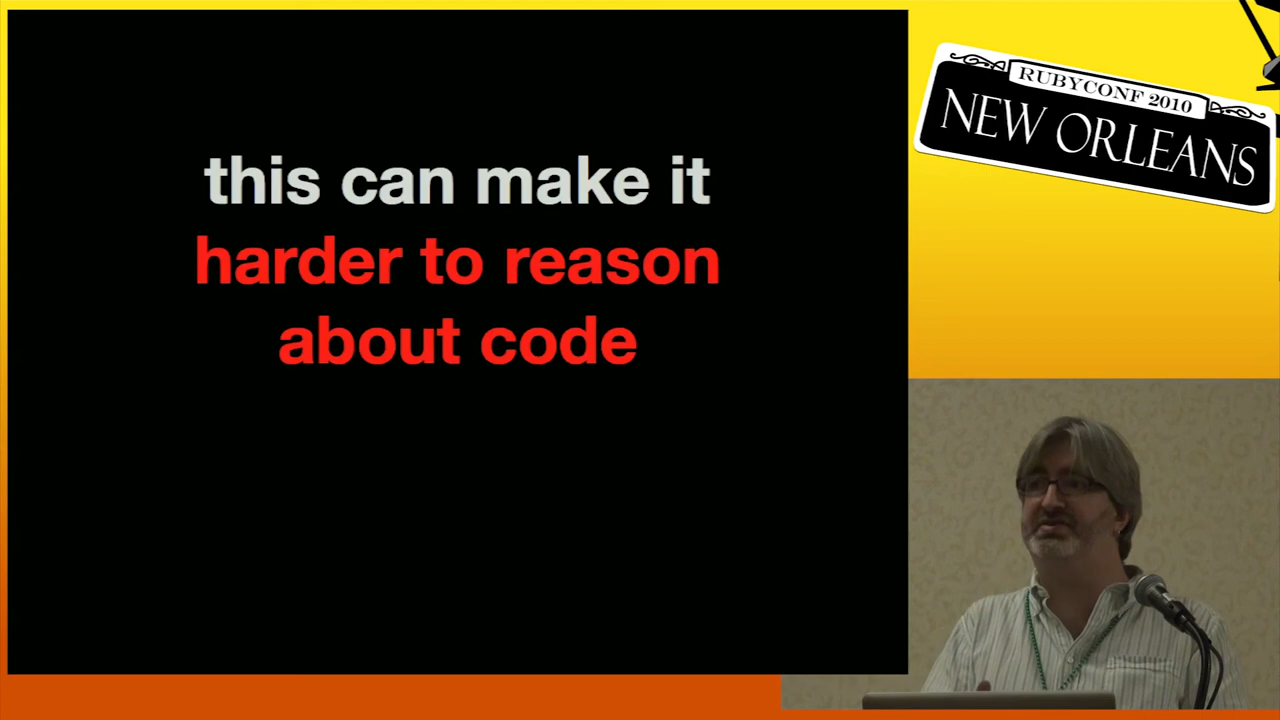 this can make it
harder to reason
about code
RUBYCONF 2010
NEW ORLEANS